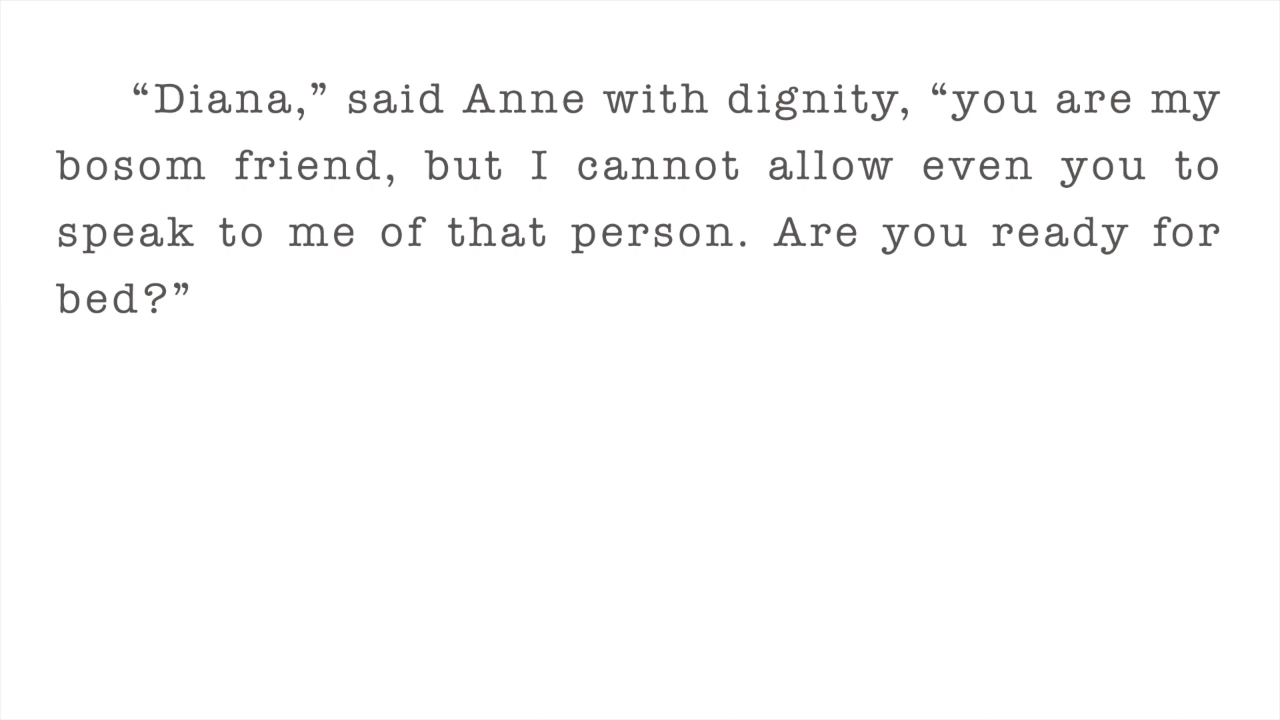 “Diana,” said Anne with dignity, “you are my
bosom friend, but I cannot allow even you to
speak to me of that person. Are you ready for
bed?”